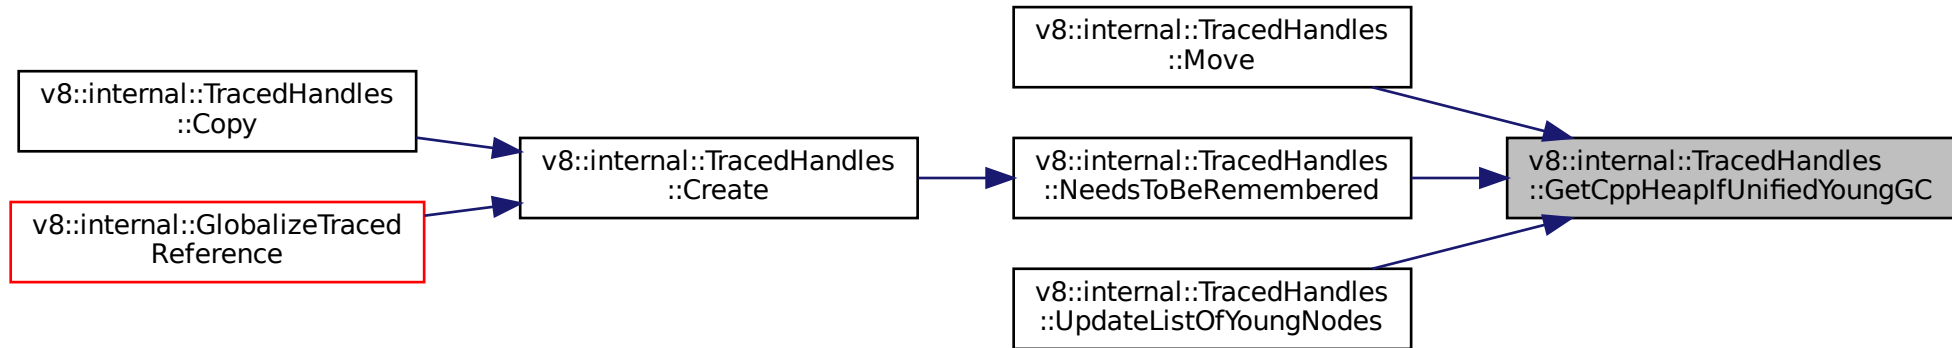 v8::internal::TracedHandles
::Copy
v8::internal::GlobalizeTraced
Reference
v8::internal::TracedHandles
::Create
v8::internal::TracedHandles
::Move
v8::internal::TracedHandles
::NeedsToBeRemembered
v8::internal::TracedHandles
::UpdateListOfYoungNodes
v8::internal::TracedHandles
::GetCppHeapIfUnifiedYoungGC